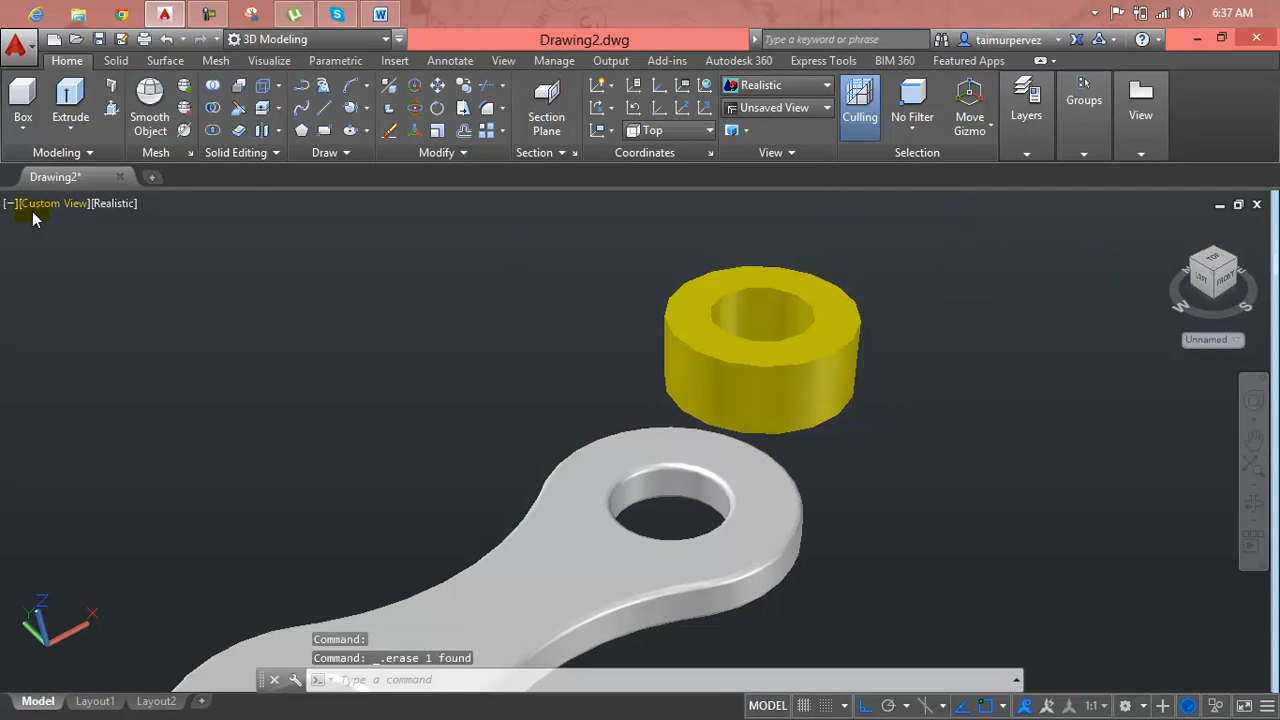 6:37 AM
3D Modeling
Drawing2.dwg
Type a keyword or phrase
taimurpervez
Home Solid Surface Mesh Visualize Parametric Insert Annotate View Manage Output Add-ins Autodesk 360 Express Tools BIM 360 Featured Apps
Box
Extrude
Smooth
Object
Section
Plane
Realistic
Unsaved View
Top
Culling
No Filter
Move
Gizmo
Layers
Groups
View
Modeling Mesh Solid Editing Draw Modify Section Coordinates View Selection
Drawing2*
[−][Custom View][Realistic]
TOP
LEFT FRONT
W S
Unnamed
Z
Y X
Command:
Command: _.erase 1 found
Type a command
Model Layout1 Layout2 +
MODEL
1:1